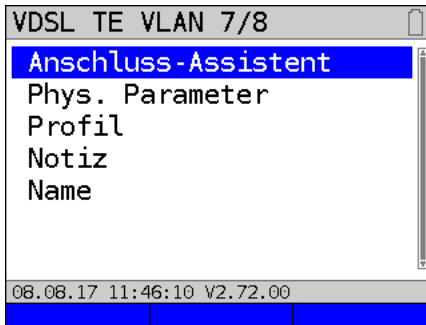 VDSL TE VLAN 7/8
Anschluss-Assistent
Phys. Parameter
Profil
Notiz
Name
08.08.17 11:46:10 V2.72.00